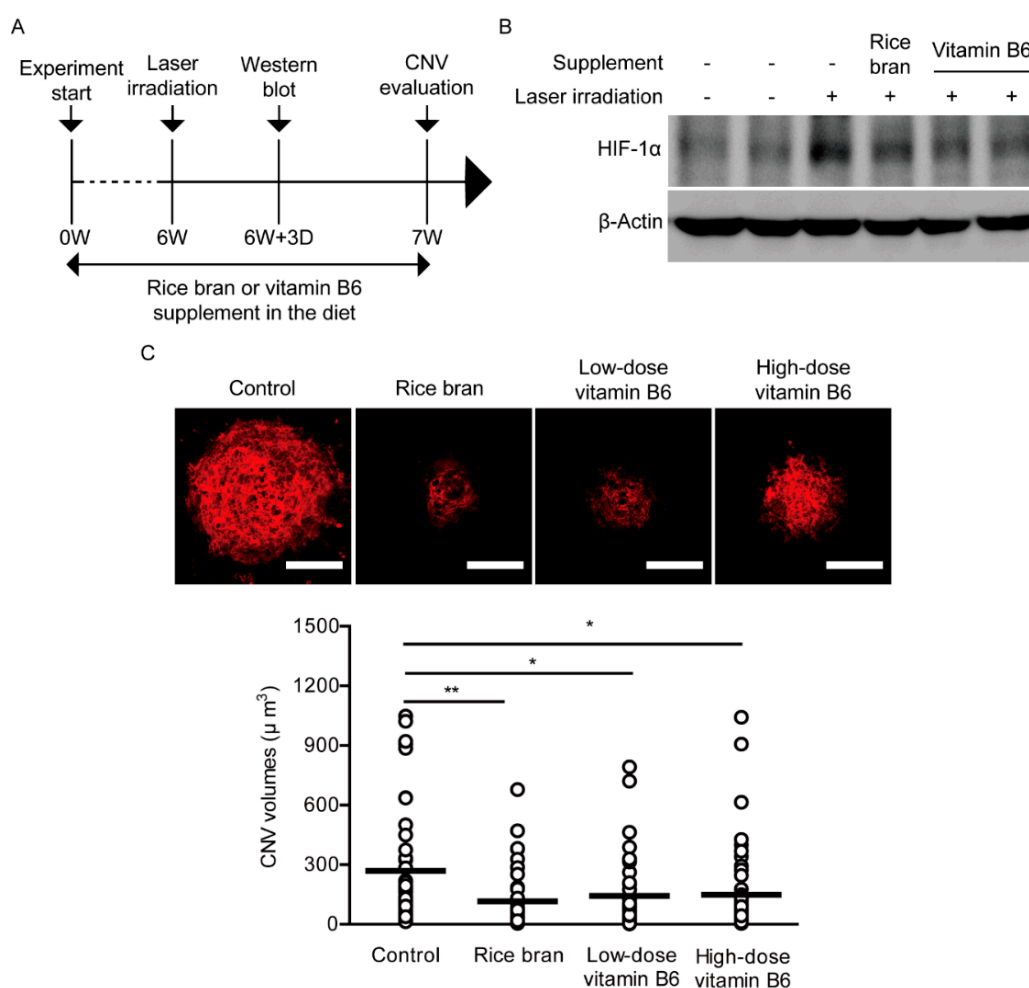 A
Experiment start
Laser irradiation
Western blot
CNV evaluation
0W
6W
6W+3D
7W
Rice bran or vitamin B6
supplement in the diet
B
Supplement - - - Rice bran Vitamin B6
Laser irradiation - - + + + +
HIF-1α
β-Actin
C
Control
Rice bran
Low-dose
vitamin B6
High-dose
vitamin B6
CNV volumes (μ m³)
1500
1200
900
600
300
0
*
*
**
Control
Rice bran
Low-dose
vitamin B6
High-dose
vitamin B6